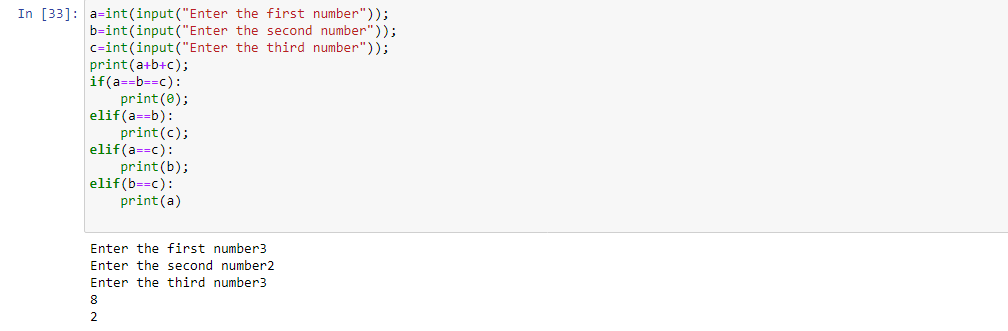 In [33]: a=int(input("Enter the first number"));
b=int(input("Enter the second number"));
c=int(input("Enter the third number"));
print(a+b+c);
if(a==b==c):
    print(0);
elif(a==b):
    print(c);
elif(a==c):
    print(b);
elif(b==c):
    print(a)
Enter the first number3
Enter the second number2
Enter the third number3
8
2